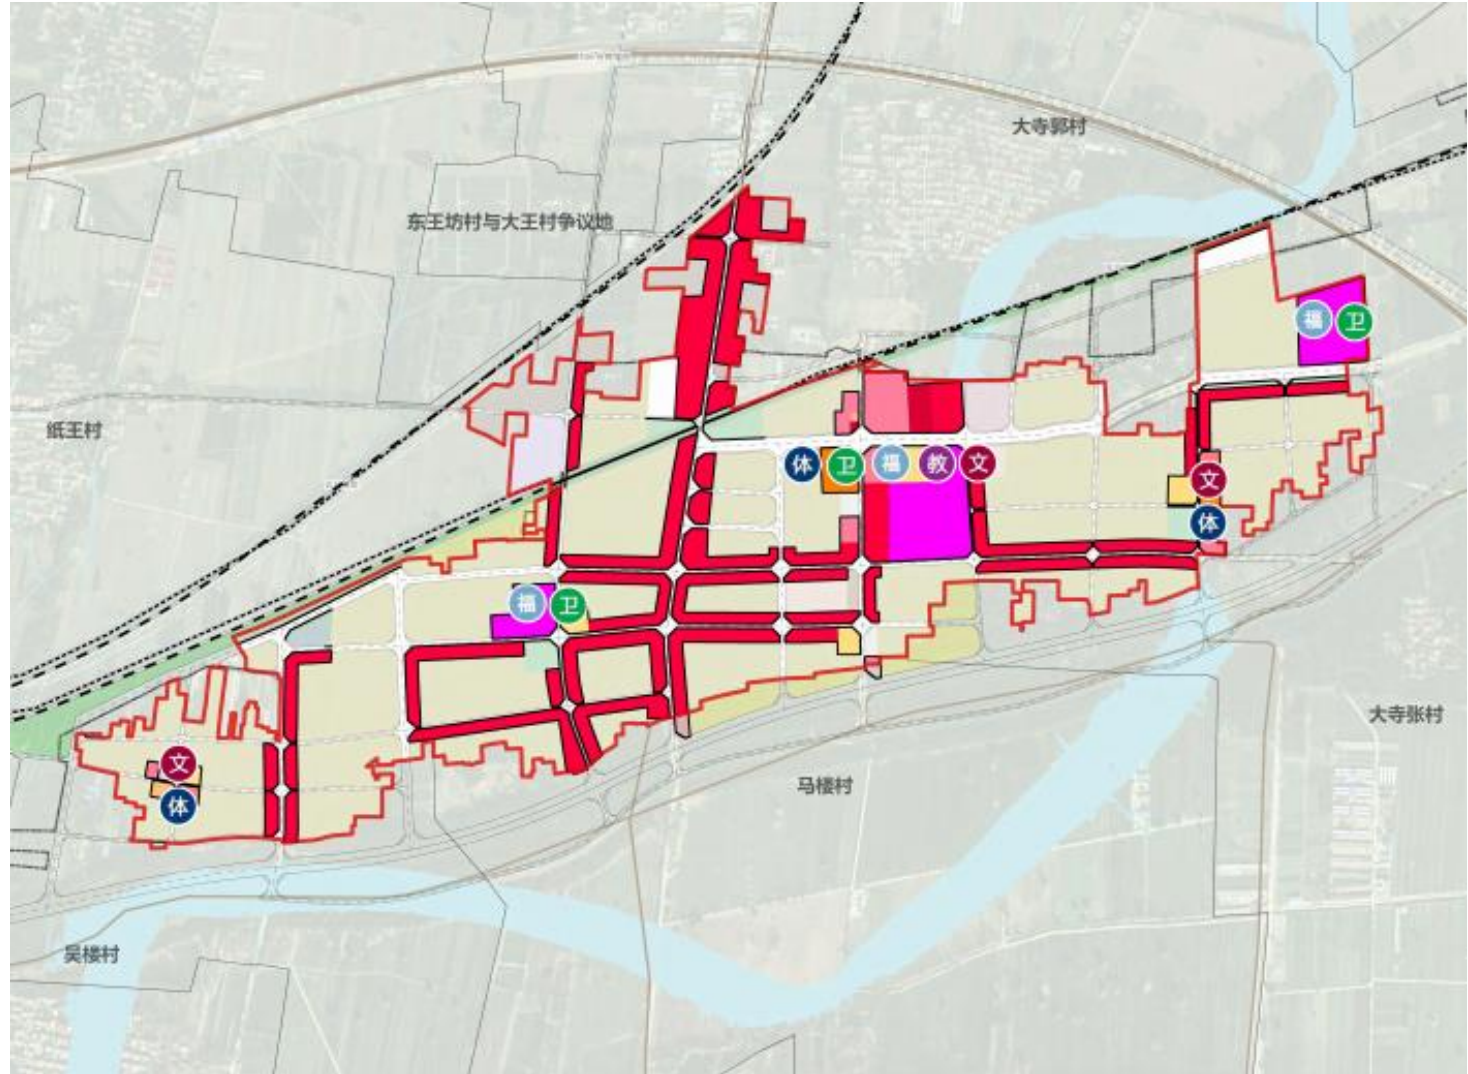 大寺郭村
东王坊村与大王村争议地
福 卫
纸王村
体 卫 福 教 文
文
体
福 卫
大寺张村
文
马楼村
体
吴楼村